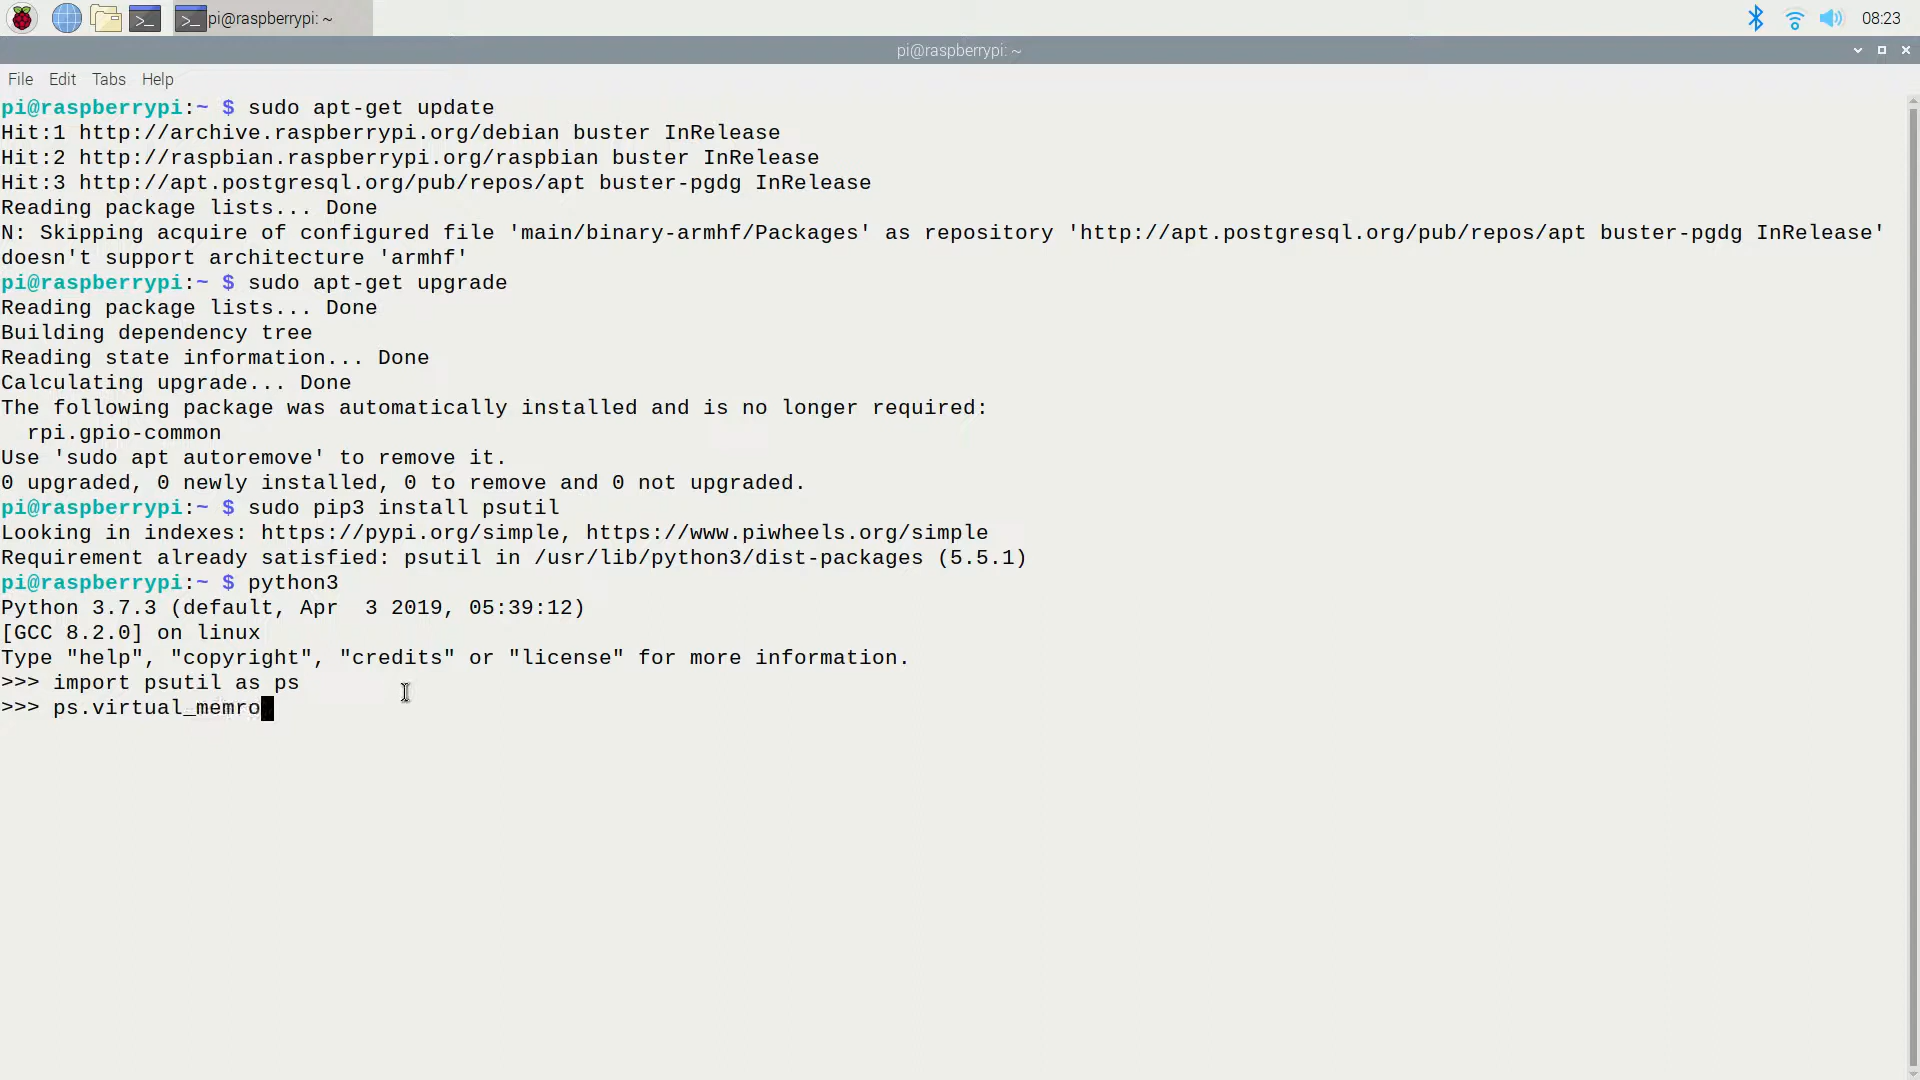 pi@raspberrypi: ~
08:23
pi@raspberrypi: ~
File Edit Tabs Help
pi@raspberrypi:~ $ sudo apt-get update
Hit:1 http://archive.raspberrypi.org/debian buster InRelease
Hit:2 http://raspbian.raspberrypi.org/raspbian buster InRelease
Hit:3 http://apt.postgresql.org/pub/repos/apt buster-pgdg InRelease
Reading package lists... Done
N: Skipping acquire of configured file 'main/binary-armhf/Packages' as repository 'http://apt.postgresql.org/pub/repos/apt buster-pgdg InRelease'
doesn't support architecture 'armhf'
pi@raspberrypi:~ $ sudo apt-get upgrade
Reading package lists... Done
Building dependency tree
Reading state information... Done
Calculating upgrade... Done
The following package was automatically installed and is no longer required:
  rpi.gpio-common
Use 'sudo apt autoremove' to remove it.
0 upgraded, 0 newly installed, 0 to remove and 0 not upgraded.
pi@raspberrypi:~ $ sudo pip3 install psutil
Looking in indexes: https://pypi.org/simple, https://www.piwheels.org/simple
Requirement already satisfied: psutil in /usr/lib/python3/dist-packages (5.5.1)
pi@raspberrypi:~ $ python3
Python 3.7.3 (default, Apr  3 2019, 05:39:12)
[GCC 8.2.0] on linux
Type "help", "copyright", "credits" or "license" for more information.
>>> import psutil as ps
>>> ps.virtual_memro